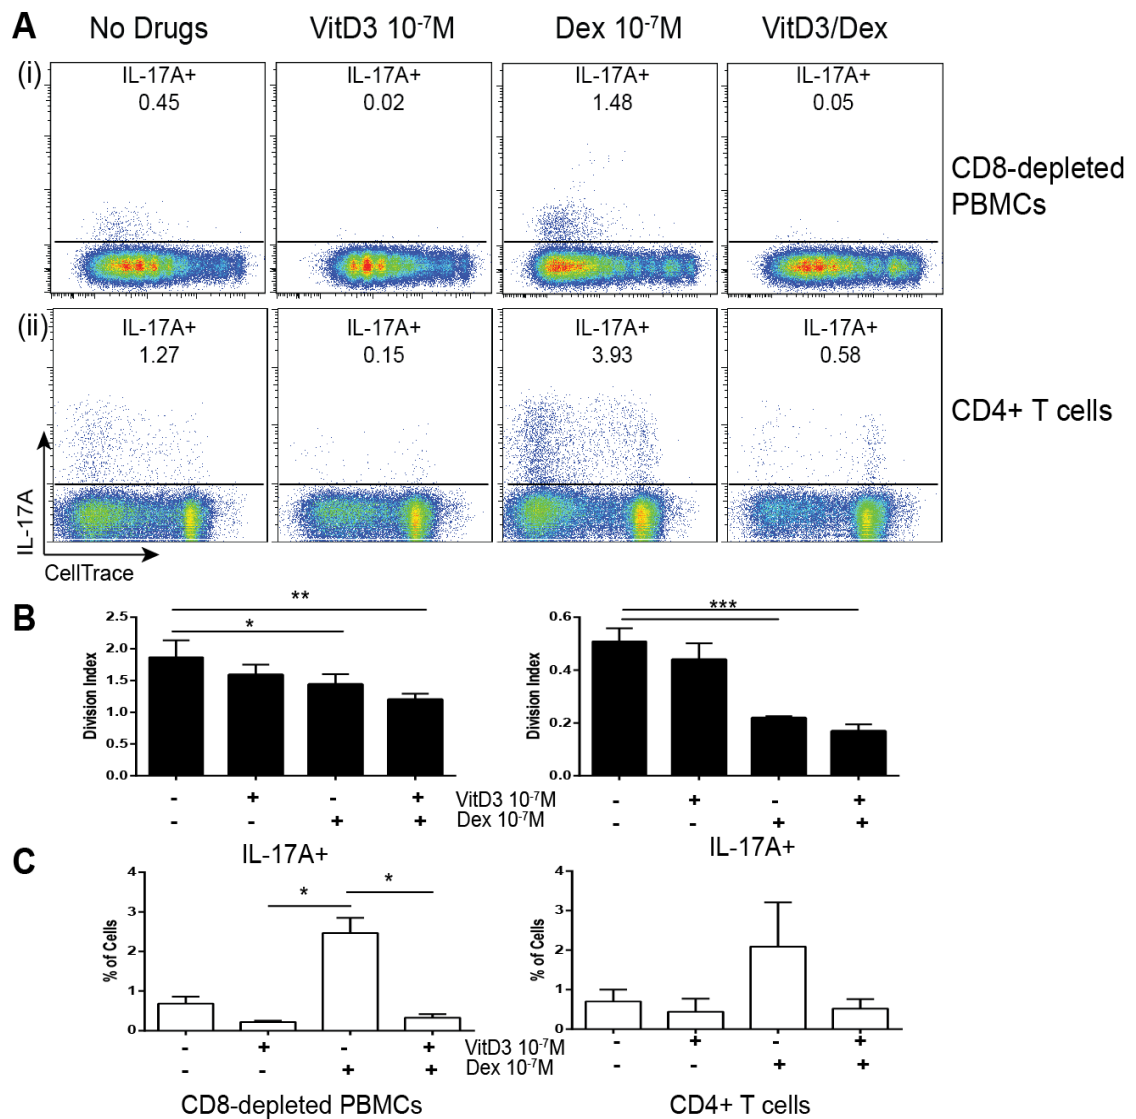 A No Drugs VitD3 10⁻⁷M Dex 10⁻⁷M VitD3/Dex
(i) IL-17A+ IL-17A+ IL-17A+ IL-17A+
0.45 0.02 1.48 0.05
CD8-depleted
PBMCs
(ii) IL-17A+ IL-17A+ IL-17A+ IL-17A+
1.27 0.15 3.93 0.58
CD4+ T cells
IL-17A
CellTrace
B
Division Index
2.5
2.0
1.5
1.0
0.5
0.0
**
*
Division Index
0.6
0.4
0.2
0.0
***
- + - + VitD3 10⁻⁷M - + - +
- - + + Dex 10⁻⁷M - - + +
C IL-17A+ IL-17A+
% of Cells
4
3
2
1
0
* *
% of Cells
4
3
2
1
0
- + - + VitD3 10⁻⁷M - + - +
- - + + Dex 10⁻⁷M - - + +
CD8-depleted PBMCs CD4+ T cells